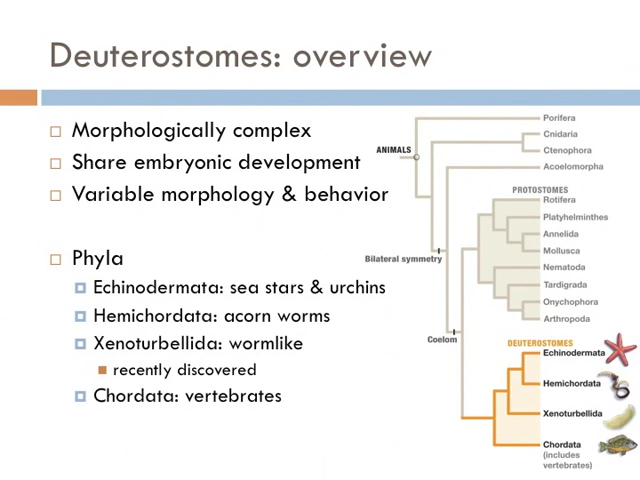 Deuterostomes: overview
Morphologically complex
Share embryonic development
Variable morphology & behavior
Phyla
Echinodermata: sea stars & urchins
Hemichordata: acorn worms
Xenoturbellida: wormlike
recently discovered
Chordata: vertebrates
ANIMALS
Porifera
Cnidaria
Ctenophora
Acoelomorpha
PROTOSTOMES
Rotifera
Platyhelminthes
Annelida
Mollusca
Bilateral symmetry
Nematoda
Tardigrada
Onychophora
Arthropoda
Coelom
DEUTEROSTOMES
Echinodermata
Hemichordata
Xenoturbellida
Chordata
(includes
vertebrates)